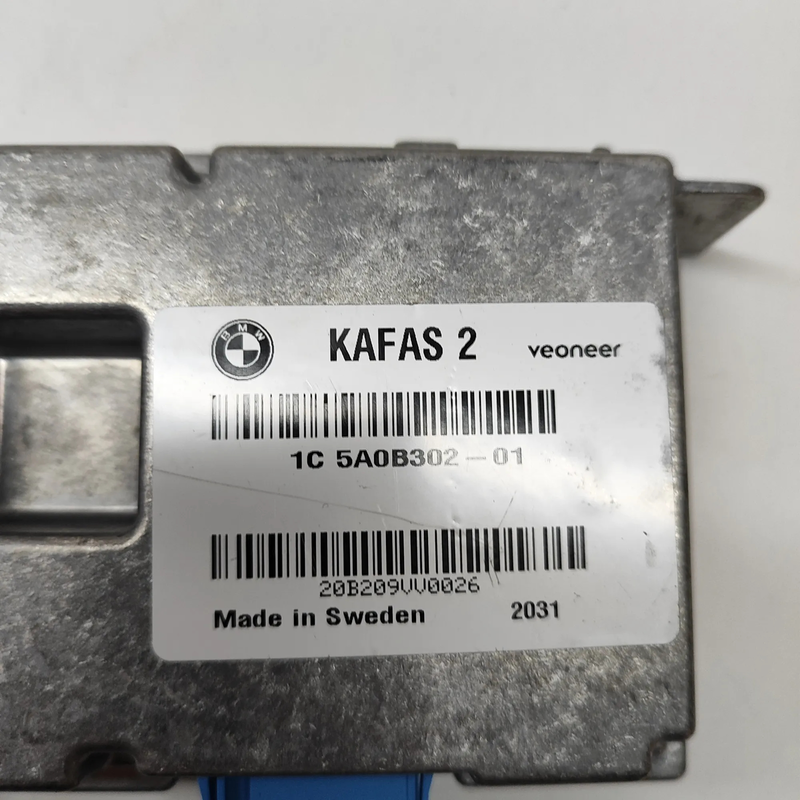 BMW KAFAS 2 veoneer
1C 5A0B302-01
20B209VV0026
Made in Sweden 2031